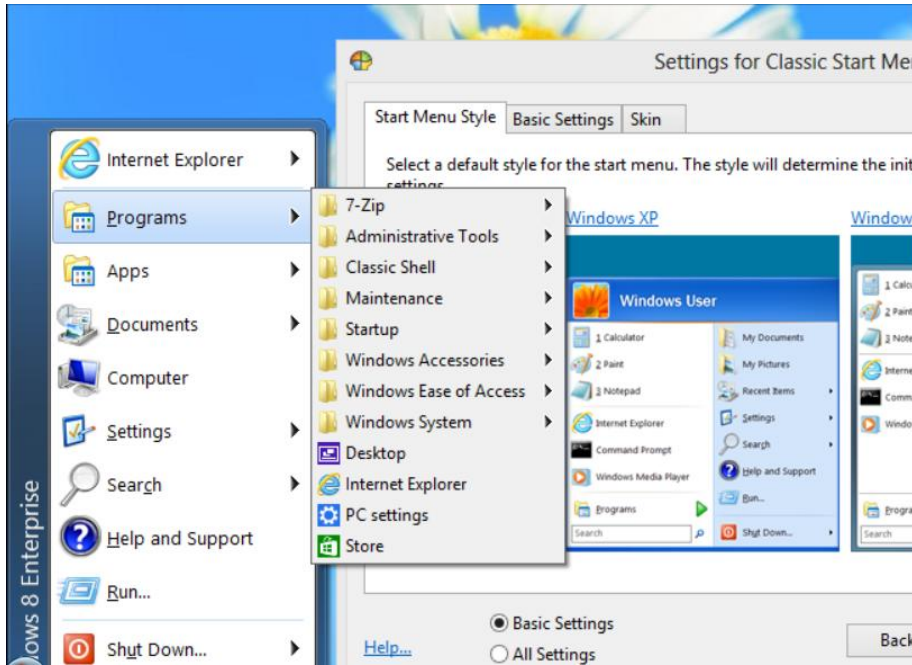 Settings for Classic Start Me
Start Menu Style
Basic Settings
Skin
Select a default style for the start menu. The style will determine the init
settings
Internet Explorer
Programs
Apps
Documents
Computer
Settings
Search
Help and Support
Run...
Shut Down...
ows 8 Enterprise
7-Zip
Administrative Tools
Classic Shell
Maintenance
Startup
Windows Accessories
Windows Ease of Access
Windows System
Desktop
Internet Explorer
PC settings
Store
Windows XP
Windows User
1 Calculator
2 Paint
3 Notepad
Internet Explorer
Command Prompt
Windows Media Player
Programs
Search
My Documents
My Pictures
Recent Items
Settings
Search
Help and Support
Run...
Shut Down...
Window
1 Calc
2 Paint
3 Note
Interne
Comm
Windo
Progra
Search
Basic Settings
All Settings
Help...
Back